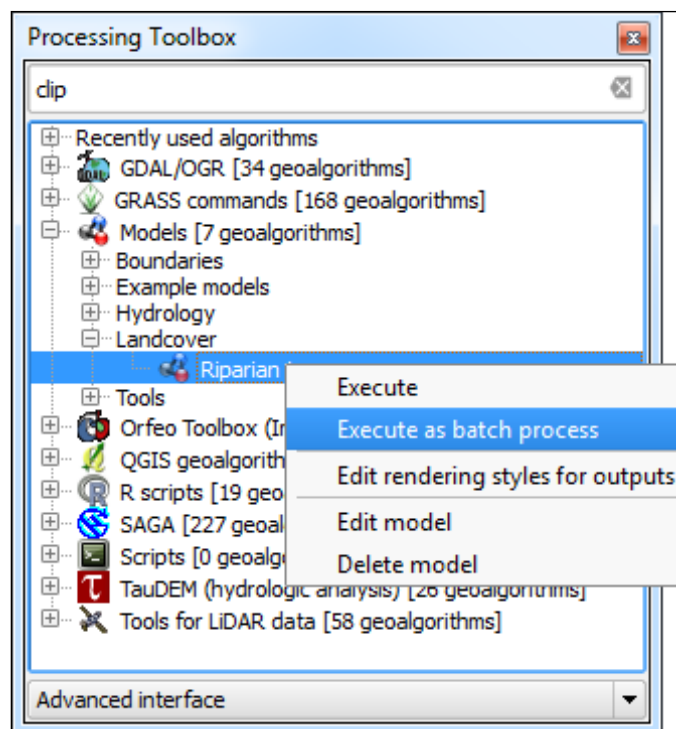 Processing Toolbox
clip
Recently used algorithms
GDAL/OGR [34 geoalgorithms]
GRASS commands [168 geoalgorithms]
Models [7 geoalgorithms]
Boundaries
Example models
Hydrology
Landcover
Riparian
Execute
Tools
Orfeo Toolbox (I
Execute as batch process
QGIS geoalgorith
Edit rendering styles for outputs
R scripts [19 geo
SAGA [227 geoal
Edit model
Scripts [0 geoalg
Delete model
TauDEM (hydrologic analysis) [26 geoalgorithms]
Tools for LiDAR data [58 geoalgorithms]
Advanced interface